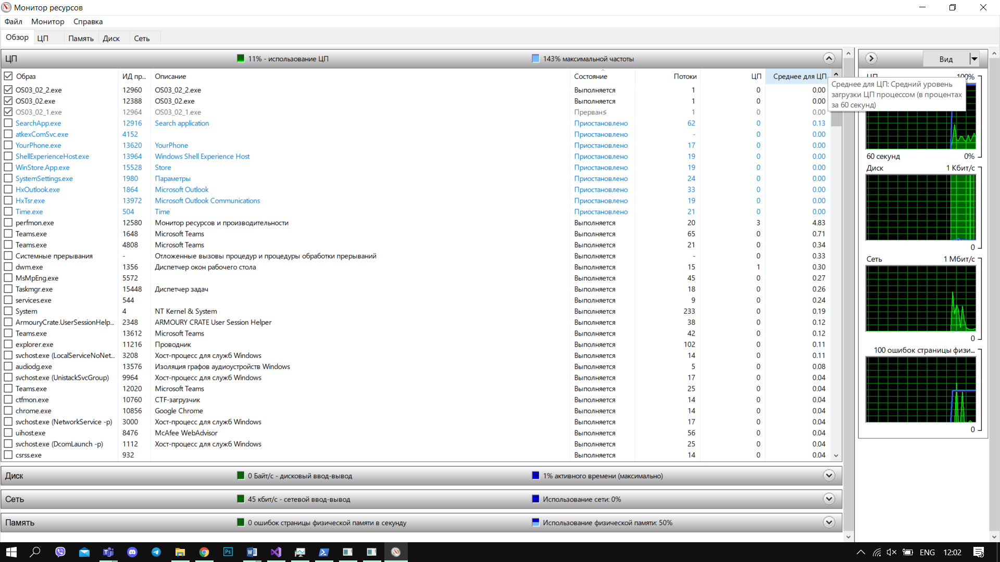 Монитор ресурсов
Файл Монитор Справка
Обзор ЦП Память Диск Сеть
ЦП 11% - использование ЦП 143% максимальной частоты
Образ ИД пр... Описание Состояние Потоки ЦП Среднее для ЦП
OS03_02_2.exe 12960 OS03_02_2.exe Выполняется 1 0 0.00
OS03_02.exe 12388 OS03_02.exe Выполняется 1 0 0.00
OS03_02_1.exe 12964 OS03_02_1.exe Прерван≶ 1 0 0.00
SearchApp.exe 12916 Search application Приостановлено 62 0 0.13
atkexComSvc.exe 4152 Приостановлено - 0 0.00
YourPhone.exe 13620 YourPhone Приостановлено 17 0 0.00
ShellExperienceHost.exe 13964 Windows Shell Experience Host Приостановлено 19 0 0.00
WinStore.App.exe 15528 Store Приостановлено 19 0 0.00
SystemSettings.exe 1980 Параметры Приостановлено 24 0 0.00
HxOutlook.exe 1864 Microsoft Outlook Приостановлено 33 0 0.00
HxTsr.exe 13972 Microsoft Outlook Communications Приостановлено 19 0 0.00
Time.exe 504 Time Приостановлено 21 0 0.00
perfmon.exe 12580 Монитор ресурсов и производительности Выполняется 20 3 4.83
Teams.exe 1648 Microsoft Teams Выполняется 65 0 0.71
Teams.exe 4808 Microsoft Teams Выполняется 21 0 0.34
Системные прерывания - Отложенные вызовы процедур и процедуры обработки прерываний Выполняется - 0 0.33
dwm.exe 1356 Диспетчер окон рабочего стола Выполняется 15 1 0.30
MsMpEng.exe 5572 Выполняется 45 0 0.27
Taskmgr.exe 15448 Диспетчер задач Выполняется 18 0 0.26
services.exe 544 Выполняется 9 0 0.24
System 4 NT Kernel & System Выполняется 233 0 0.19
ArmouryCrate.UserSessionHelp... 2348 ARMOURY CRATE User Session Helper Выполняется 38 0 0.12
Teams.exe 13612 Microsoft Teams Выполняется 42 0 0.12
explorer.exe 11216 Проводник Выполняется 102 0 0.11
svchost.exe (LocalServiceNoNet... 3208 Хост-процесс для служб Windows Выполняется 14 0 0.11
audiodg.exe 13576 Изоляция графов аудиоустройств Windows Выполняется 5 0 0.08
svchost.exe (UnistackSvcGroup) 9964 Хост-процесс для служб Windows Выполняется 17 0 0.04
Teams.exe 12020 Microsoft Teams Выполняется 25 0 0.04
ctfmon.exe 10760 CTF-загрузчик Выполняется 14 0 0.04
chrome.exe 10856 Google Chrome Выполняется 14 0 0.04
svchost.exe (NetworkService -p) 3000 Хост-процесс для служб Windows Выполняется 17 0 0.04
uihost.exe 8476 McAfee WebAdvisor Выполняется 56 0 0.04
svchost.exe (DcomLaunch -p) 1112 Хост-процесс для служб Windows Выполняется 25 0 0.04
csrss.exe 932 Выполняется 14 0 0.04
Диск 0 Байт/с - дисковый ввод-вывод 1% активного времени (максимально)
Сеть 45 кбит/с - сетевой ввод-вывод Использование сети: 0%
Память 0 ошибок страницы физической памяти в секунду Использование физической памяти: 50%
Вид
ЦП 100%
Среднее для ЦП: Средний уровень
загрузки ЦП процессом (в процентах
за 60 секунд)
60 секунд 0%
Диск 1 Кбит/с
0
Сеть 1 Мбит/с
0
100 ошибок страницы физи...
0
Ps
ENG 12:02